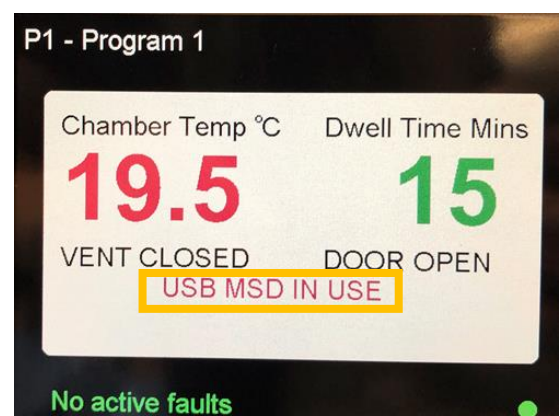 P1 - Program 1
Chamber Temp °C Dwell Time Mins
19.5 15
VENT CLOSED DOOR OPEN
USB MSD IN USE
No active faults